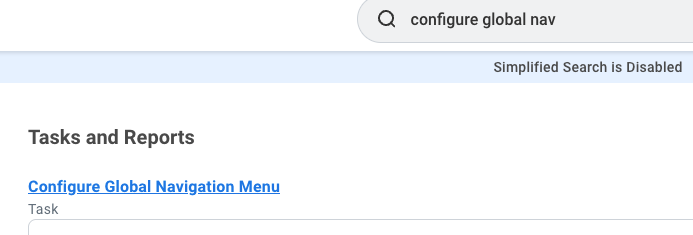 configure global nav
Simplified Search is Disabled
Tasks and Reports
Configure Global Navigation Menu
Task